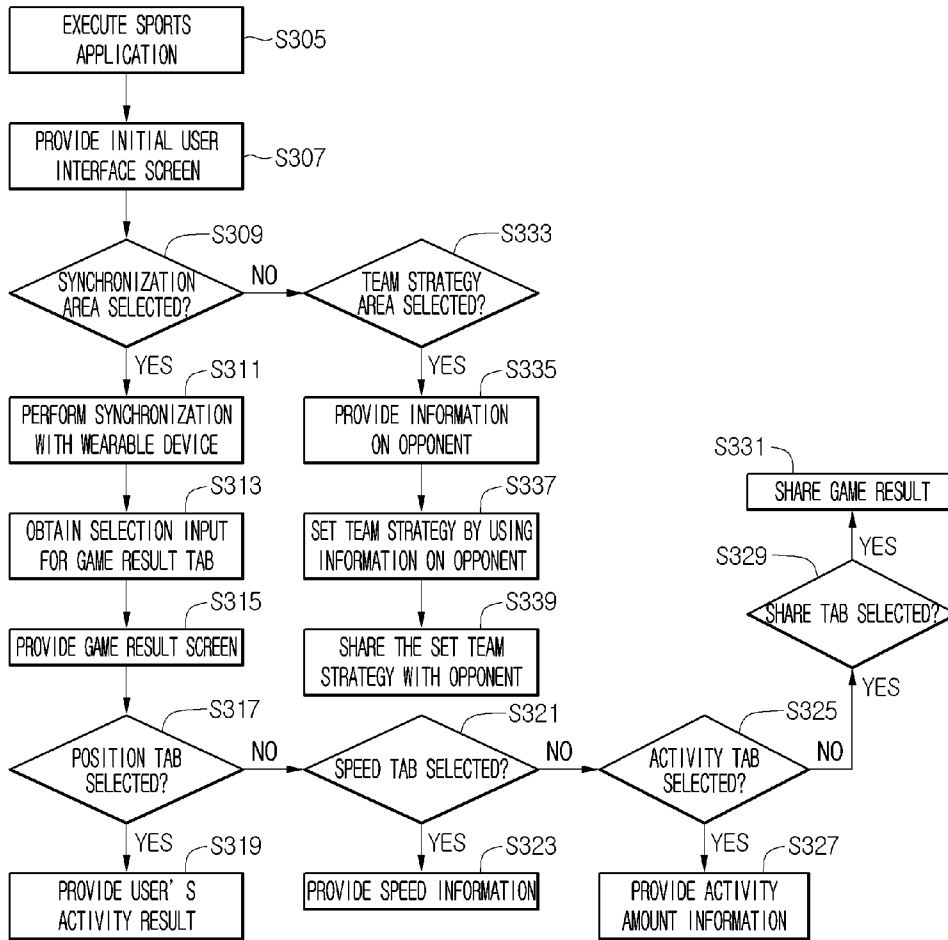 EXECUTE SPORTS
APPLICATION
S305
PROVIDE INITIAL USER
INTERFACE SCREEN
S307
S309
SYNCHRONIZATION
AREA SELECTED?
NO
S333
TEAM STRATEGY
AREA SELECTED?
YES
S311
PERFORM SYNCHRONIZATION
WITH WEARABLE DEVICE
YES
S335
PROVIDE INFORMATION
ON OPPONENT
S313
OBTAIN SELECTION INPUT
FOR GAME RESULT TAB
S337
SET TEAM STRATEGY BY USING
INFORMATION ON OPPONENT
S331
SHARE GAME RESULT
YES
S329
SHARE TAB SELECTED?
YES
S315
PROVIDE GAME RESULT SCREEN
S339
SHARE THE SET TEAM
STRATEGY WITH OPPONENT
S317
POSITION TAB
SELECTED?
NO
S321
SPEED TAB SELECTED?
NO
S325
ACTIVITY TAB
SELECTED?
NO
YES
S319
PROVIDE USER'S
ACTIVITY RESULT
YES
S323
PROVIDE SPEED INFORMATION
YES
S327
PROVIDE ACTIVITY
AMOUNT INFORMATION